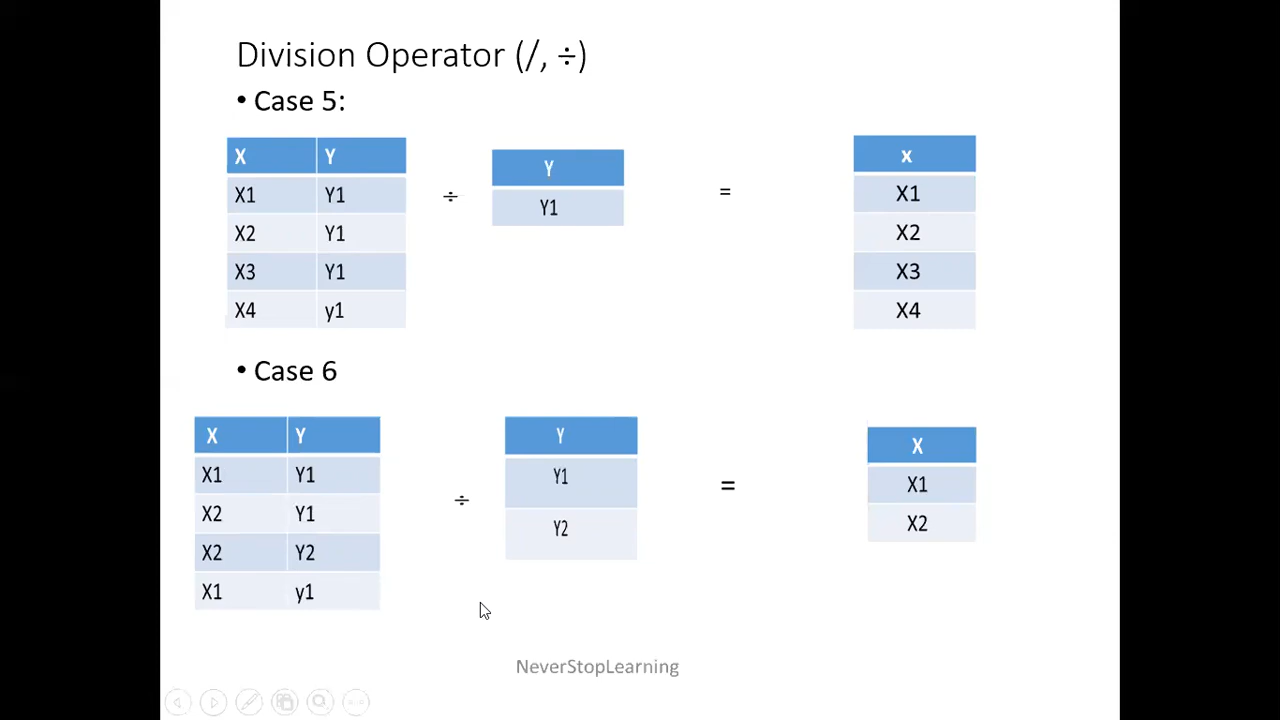 Division Operator (/, ÷)
• Case 5:
X Y
X1 Y1
X2 Y1
X3 Y1
X4 y1
÷
Y
Y1
=
x
X1
X2
X3
X4
• Case 6
X Y
X1 Y1
X2 Y1
X2 Y2
X1 y1
÷
Y
Y1
Y2
=
X
X1
X2
NeverStopLearning